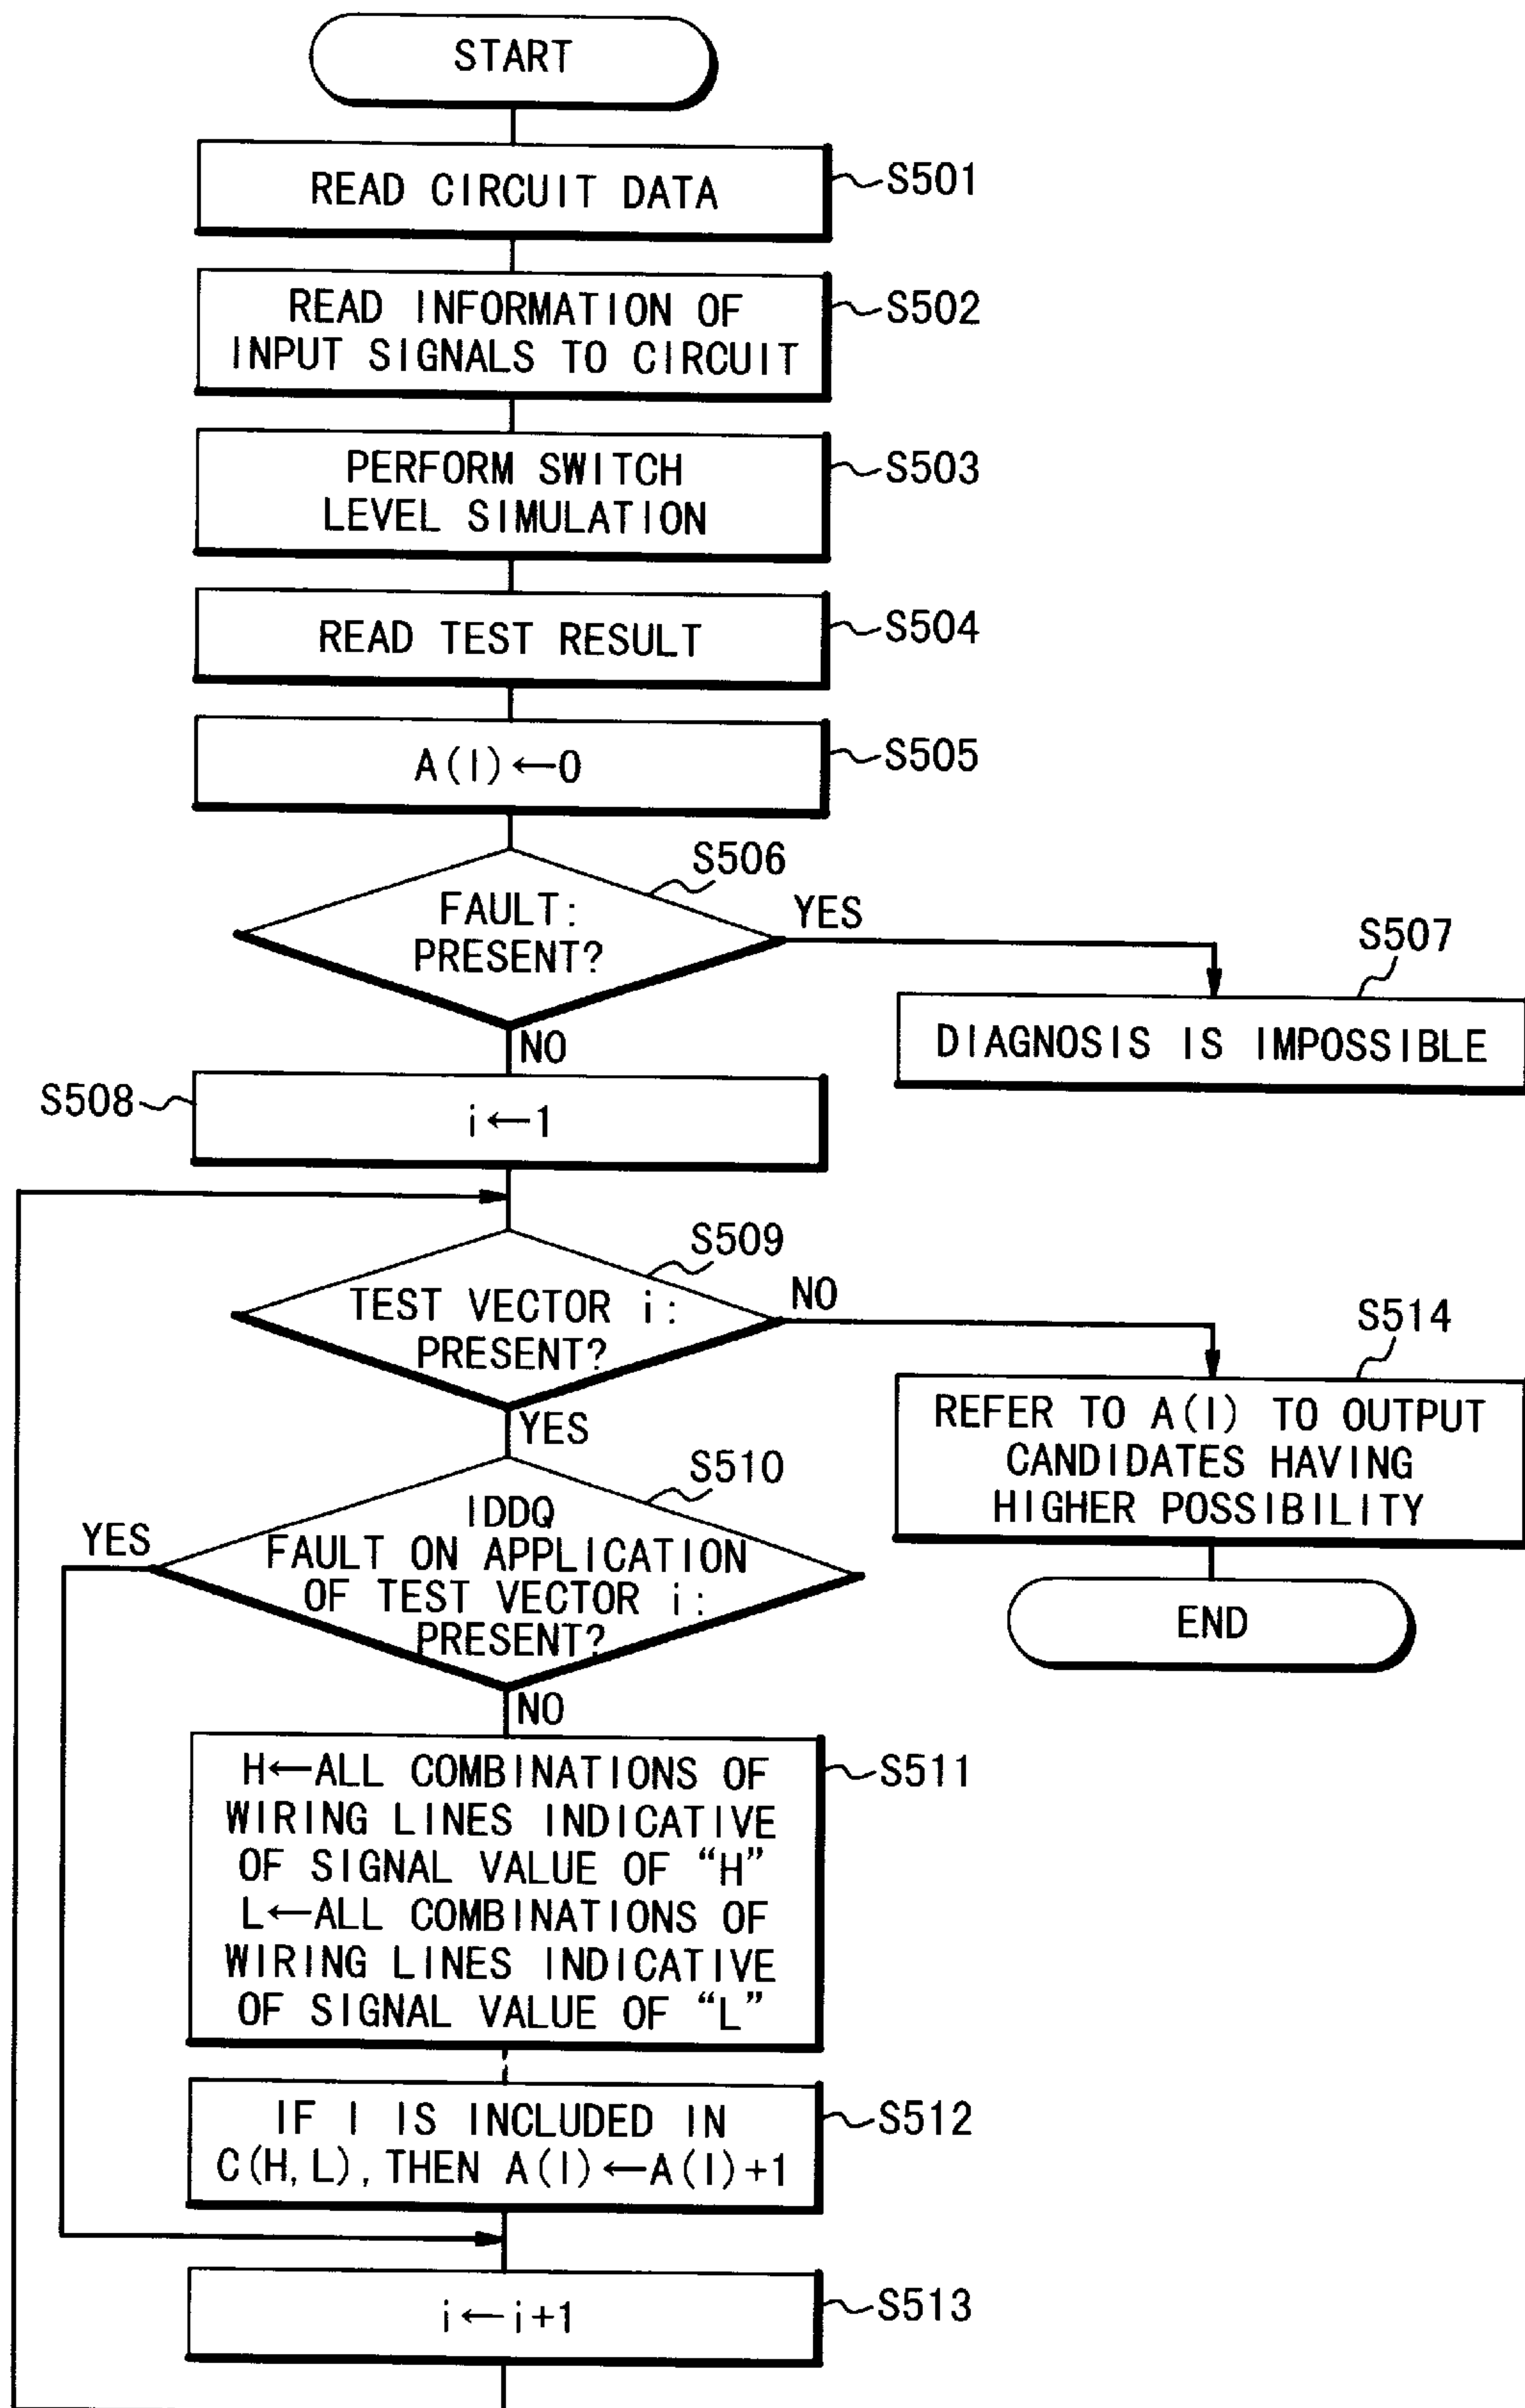 START
READ CIRCUIT DATA
S501
READ INFORMATION OF
INPUT SIGNALS TO CIRCUIT
S502
PERFORM SWITCH
LEVEL SIMULATION
S503
READ TEST RESULT
S504
A(I)←0
S505
S506
FAULT:
PRESENT?
YES
NO
S507
DIAGNOSIS IS IMPOSSIBLE
S508
i←1
S509
TEST VECTOR i:
PRESENT?
NO
YES
S514
REFER TO A(I) TO OUTPUT
CANDIDATES HAVING
HIGHER POSSIBILITY
END
S510
IDDQ
FAULT ON APPLICATION
OF TEST VECTOR i:
PRESENT?
YES
NO
H←ALL COMBINATIONS OF
WIRING LINES INDICATIVE
OF SIGNAL VALUE OF “H”
L←ALL COMBINATIONS OF
WIRING LINES INDICATIVE
OF SIGNAL VALUE OF “L”
S511
IF I IS INCLUDED IN
C(H,L), THEN A(I)←A(I)+1
S512
i←i+1
S513